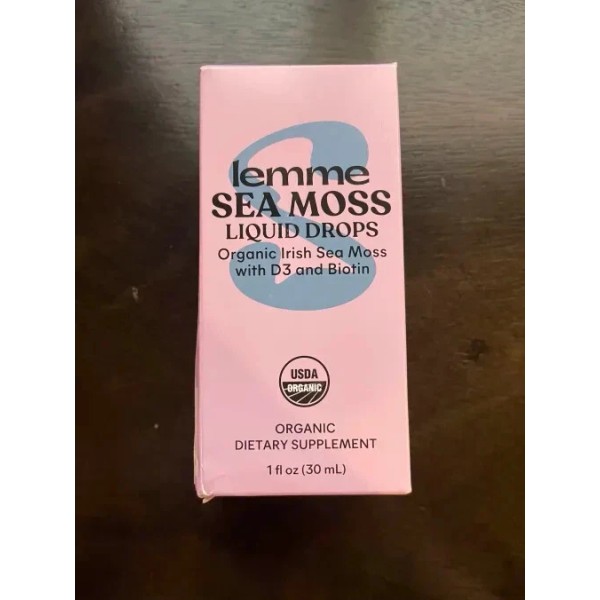 lemme
SEA MOSS
LIQUID DROPS
Organic Irish Sea Moss
with D3 and Biotin
USDA
ORGANIC
ORGANIC
DIETARY SUPPLEMENT
1 fl oz (30 mL)